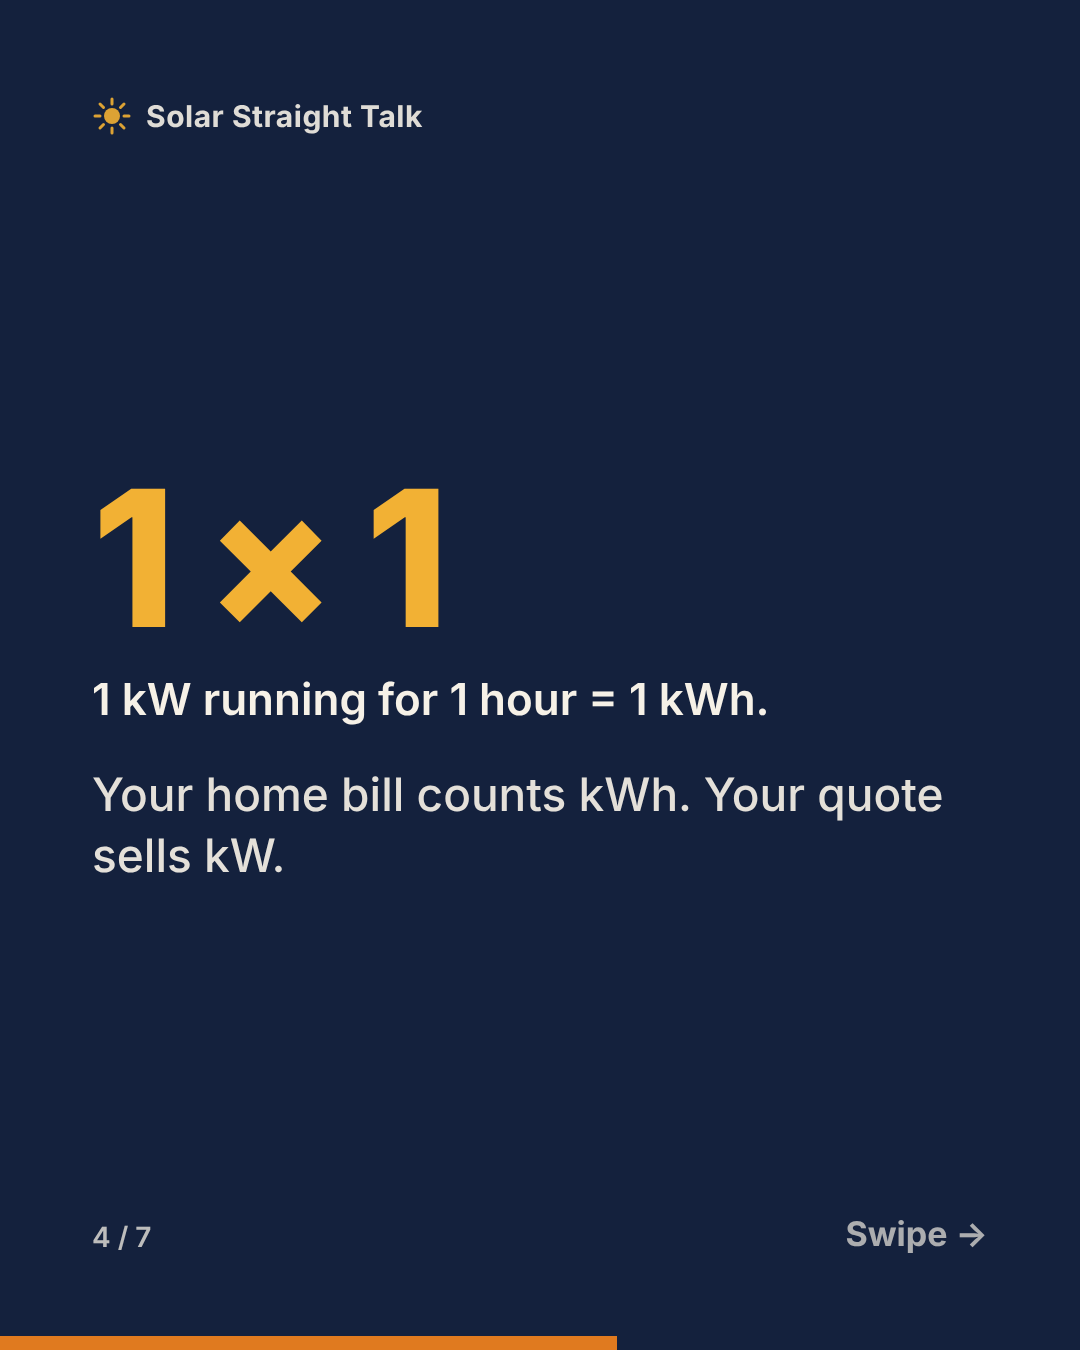 Solar Straight Talk
1 × 1
1 kW running for 1 hour = 1 kWh.
Your home bill counts kWh. Your quote
sells kW.
4 / 7
Swipe →